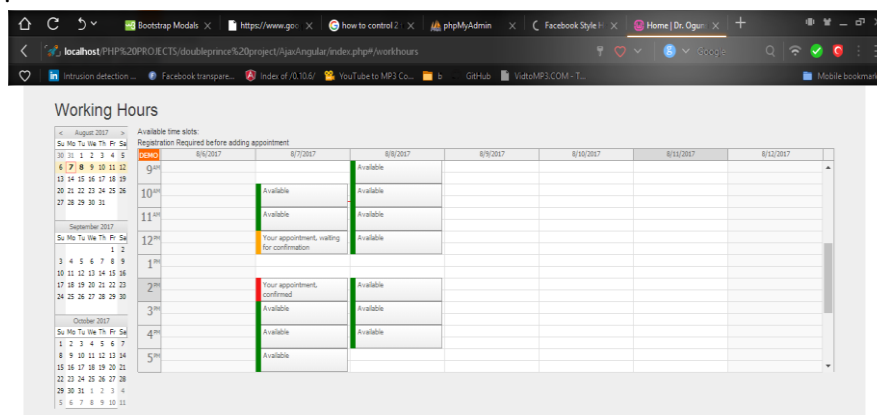 Bootstrap Modals
https://www.goo
how to control 2
phpMyAdmin
Facebook Style H
Home | Dr. Ogun
localhost/PHP%20PROJECTS/doubleprince%20project/AjaxAngular/index.php#/workhours
Google
Intrusion detection ...
Facebook transpare...
Index of /0.10.6/
YouTube to MP3 Co...
b
GitHub
VidtoMP3.COM - T...
Mobile bookmark
Working Hours
< August 2017 >
Su Mo Tu We Th Fr Sa
30 31 1 2 3 4 5
6 7 8 9 10 11 12
13 14 15 16 17 18 19
20 21 22 23 24 25 26
27 28 29 30 31
September 2017
Su Mo Tu We Th Fr Sa
1 2
3 4 5 6 7 8 9
10 11 12 13 14 15 16
17 18 19 20 21 22 23
24 25 26 27 28 29 30
October 2017
Su Mo Tu We Th Fr Sa
1 2 3 4 5 6 7
8 9 10 11 12 13 14
15 16 17 18 19 20 21
22 23 24 25 26 27 28
29 30 31 1 2 3 4
5 6 7 8 9 10 11
Available time slots:
Registration Required before adding appointment
DEMO 8/6/2017 8/7/2017 8/8/2017 8/9/2017 8/10/2017 8/11/2017 8/12/2017
9AM Available
10AM Available Available
11AM Available Available
12PM Your appointment, waiting for confirmation Available
1PM
2PM Your appointment, confirmed Available
3PM Available Available
4PM Available Available
5PM Available